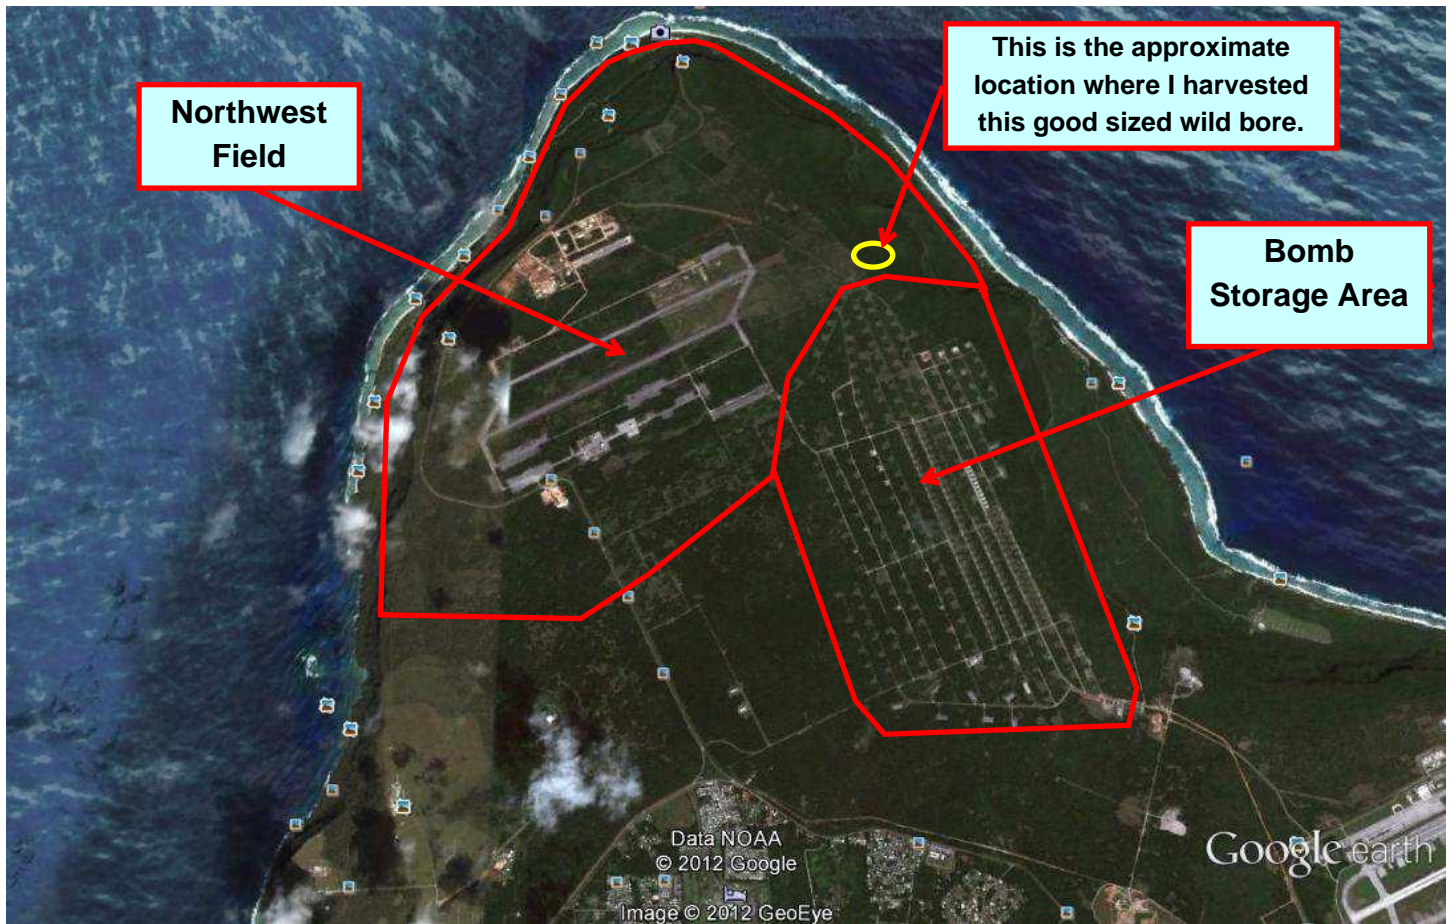 This is the approximate
location where I harvested
this good sized wild bore.
Northwest
Field
Bomb
Storage Area
Data NOAA
© 2012 Google
Image © 2012 GeoEye
Google earth